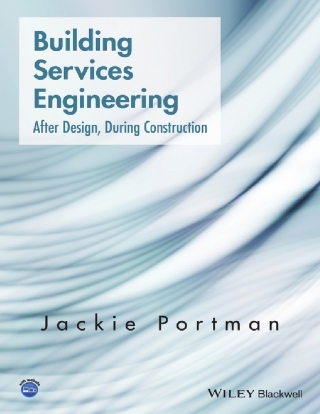 Building
Services
Engineering
After Design, During Construction
Jackie Portman
WILEY Blackwell